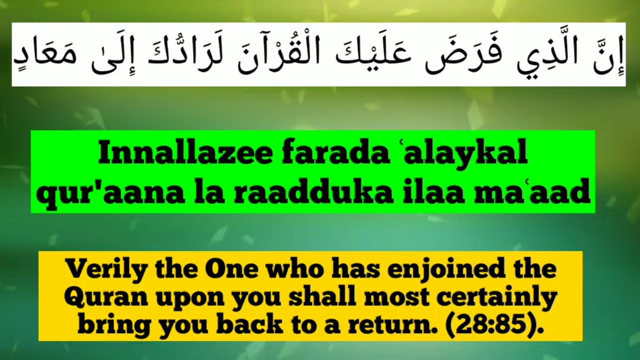 إِنَّ الَّذِي فَرَضَ عَلَيْكَ الْقُرْآنَ لَرَادُّكَ إِلَىٰ مَعَادٍ
Innallazee farada ʿalaykal
qur'aana la raadduka ilaa maʿaad
Verily the One who has enjoined the
Quran upon you shall most certainly
bring you back to a return. (28:85).